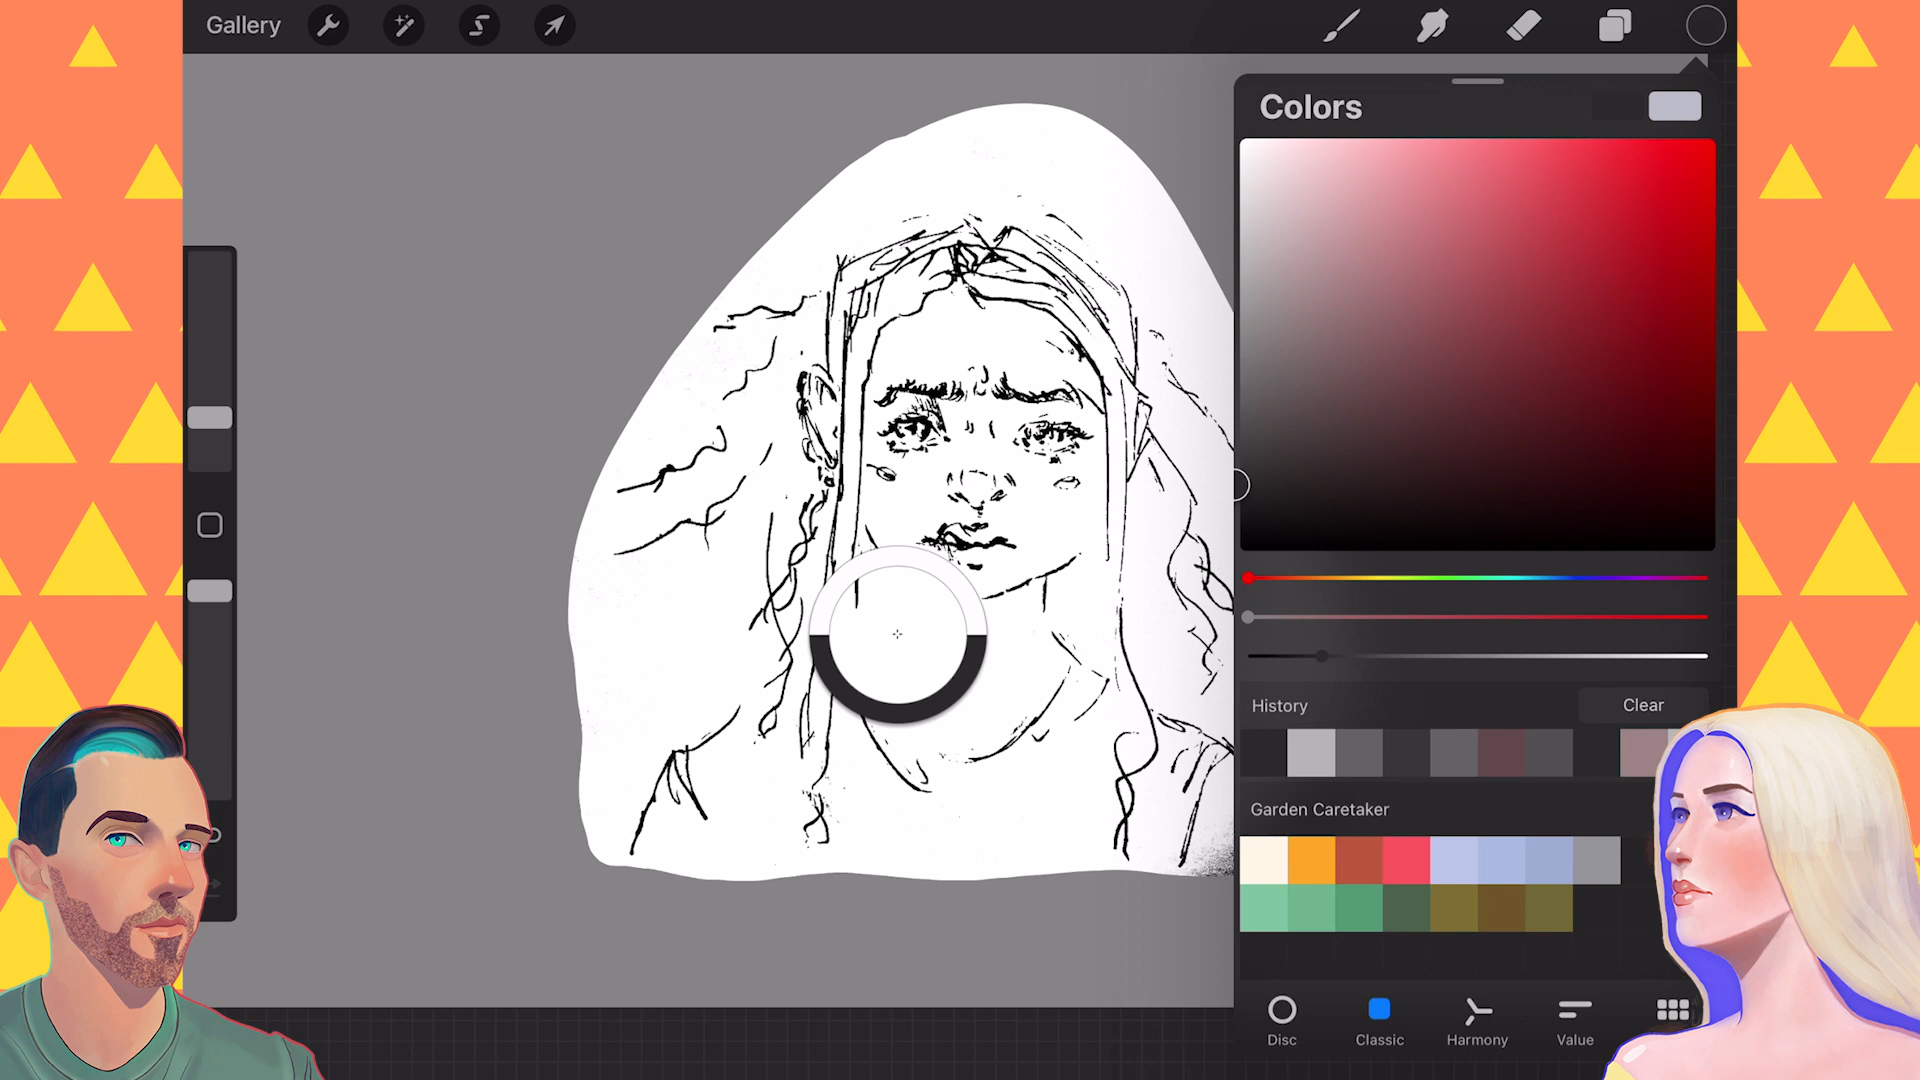 Gallery
Colors
History
Clear
Garden Caretaker
Disc
Classic
Harmony
Value